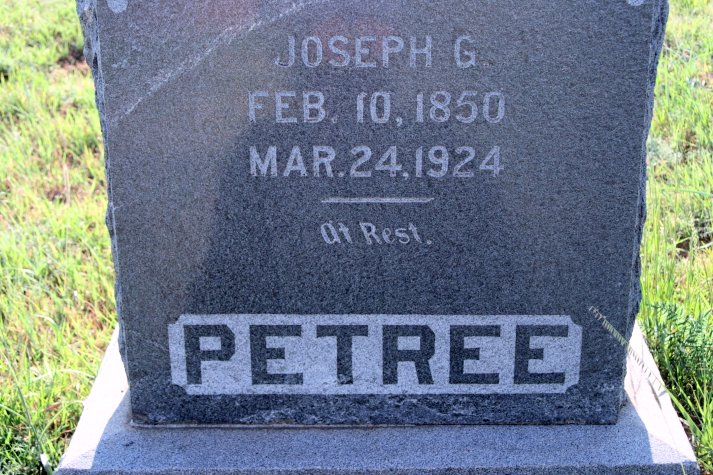 JOSEPH G.
FEB. 10, 1850
MAR. 24, 1924
At Rest.
PETREE